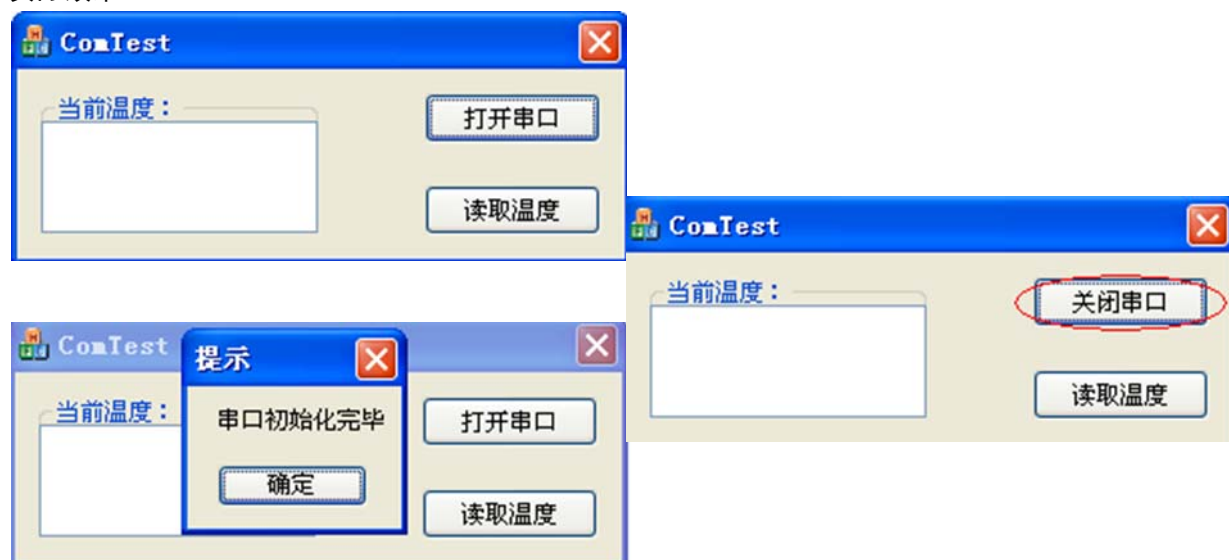 ComTest
当前温度：
打开串口
读取温度
ComTest
当前温度：
关闭串口
读取温度
ComTest
提示
当前温度：
串口初始化完毕
打开串口
确定
读取温度